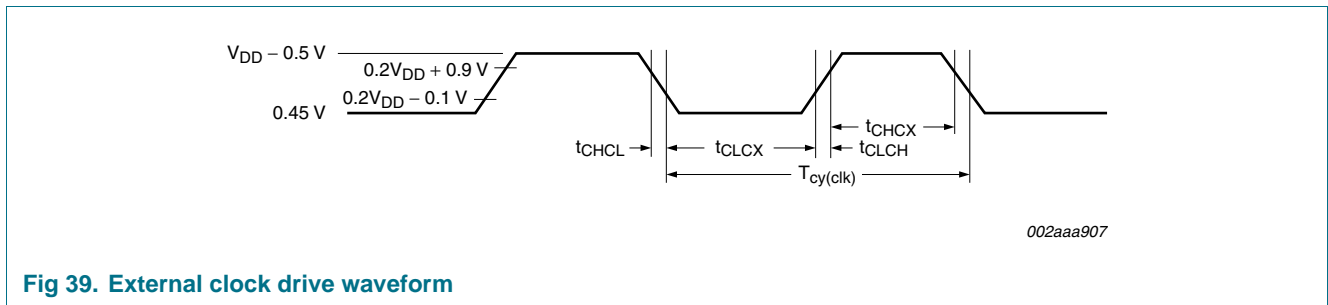 VDD − 0.5 V
0.2VDD + 0.9 V
0.2VDD − 0.1 V
0.45 V
tCHCX
tCHCL
tCLCX
tCLCH
Tcy(clk)
002aaa907
Fig 39. External clock drive waveform